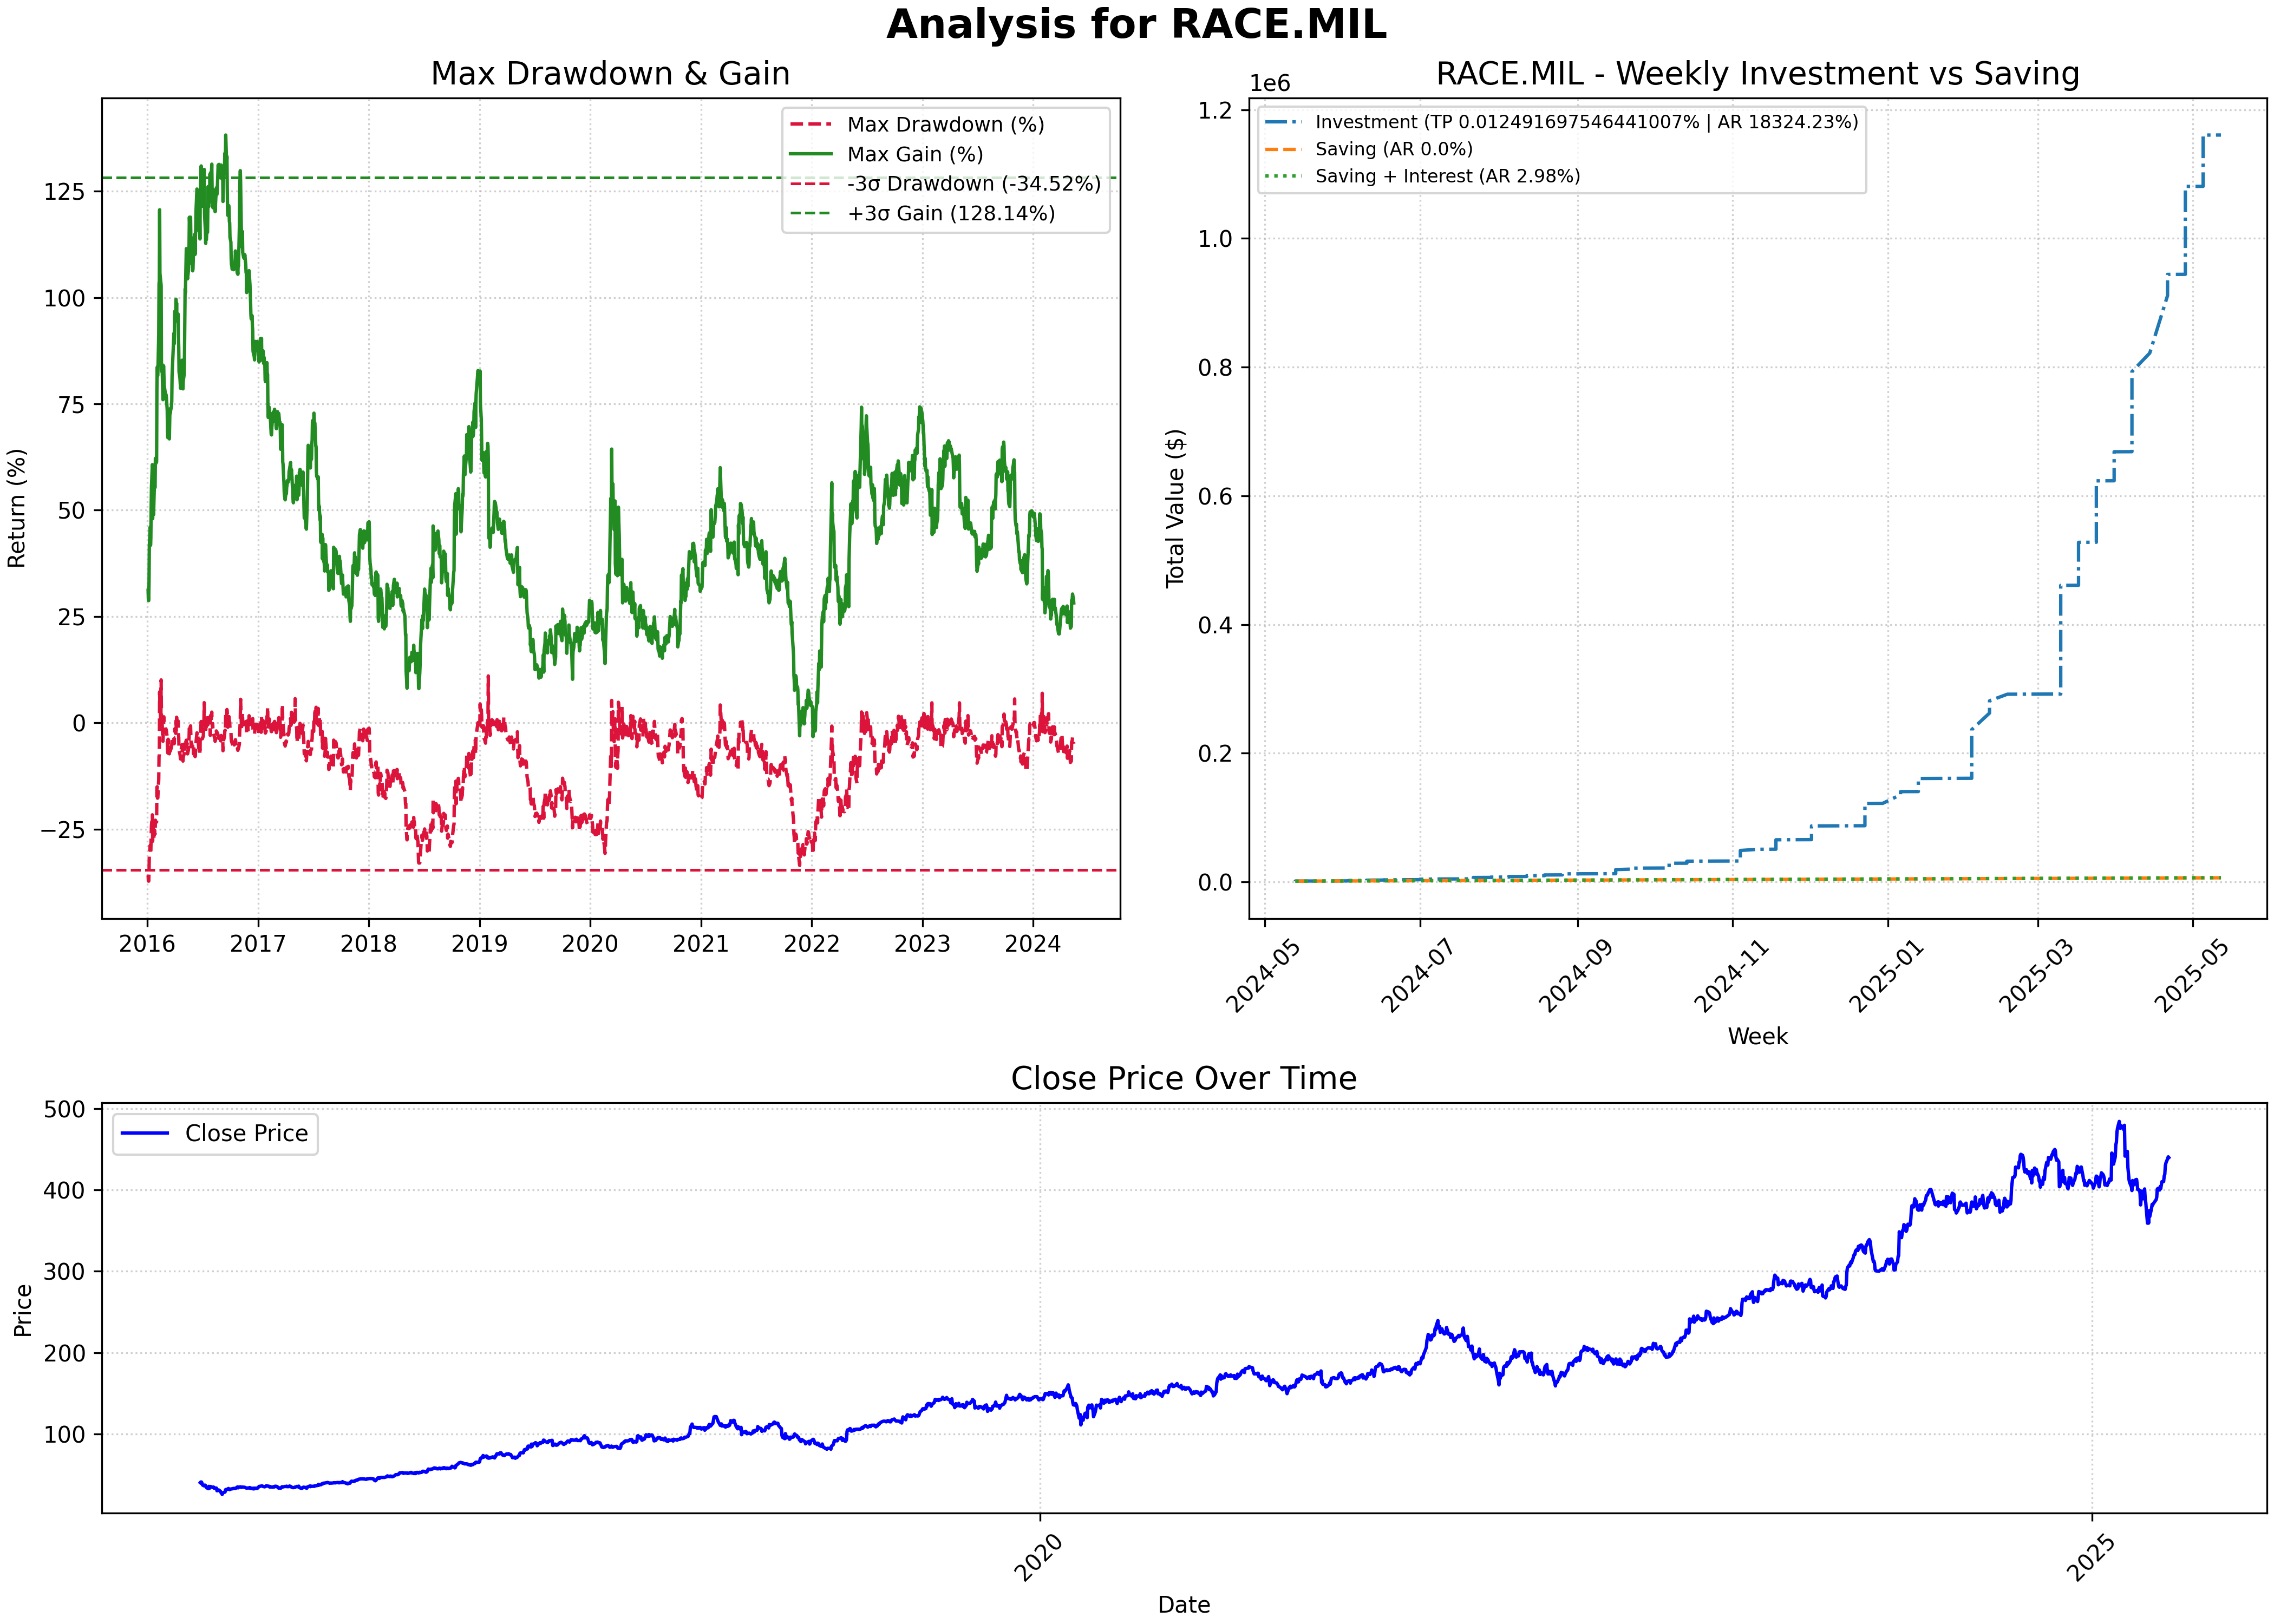 Analysis for RACE.MIL
Max Drawdown & Gain
Return (%)
125
100
75
50
25
0
−25
2016
2017
2018
2019
2020
2021
2022
2023
2024
Max Drawdown (%)
Max Gain (%)
-3σ Drawdown (-34.52%)
+3σ Gain (128.14%)
RACE.MIL - Weekly Investment vs Saving
1e6
Total Value ($)
1.2
1.0
0.8
0.6
0.4
0.2
0.0
2024-05
2024-07
2024-09
2024-11
2025-01
2025-03
2025-05
Week
Investment (TP 0.012491697546441007% | AR 18324.23%)
Saving (AR 0.0%)
Saving + Interest (AR 2.98%)
Close Price Over Time
Price
500
400
300
200
100
Close Price
2020
2025
Date